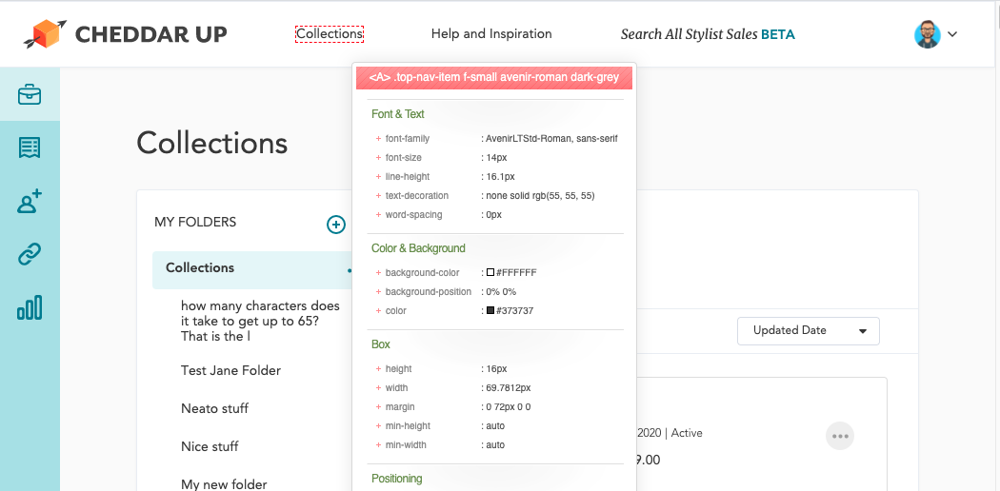 CHEDDAR UP
Collections
Help and Inspiration
Search All Stylist Sales BETA
<A> .top-nav-item f-small avenir-roman dark-grey
Font & Text
+ font-family : AvenirLTStd-Roman, sans-serif
+ font-size : 14px
+ line-height : 16.1px
+ text-decoration : none solid rgb(55, 55, 55)
+ word-spacing : 0px
Color & Background
+ background-color : #FFFFFF
+ background-position : 0% 0%
+ color : #373737
Box
+ height : 16px
+ width : 69.7812px
+ margin : 0 72px 0 0
+ min-height : auto
+ min-width : auto
Positioning
Collections
MY FOLDERS
Collections
how many characters does
it take to get up to 65?
That is the l
Test Jane Folder
Neato stuff
Nice stuff
My new folder
Updated Date
2020 | Active
9.00